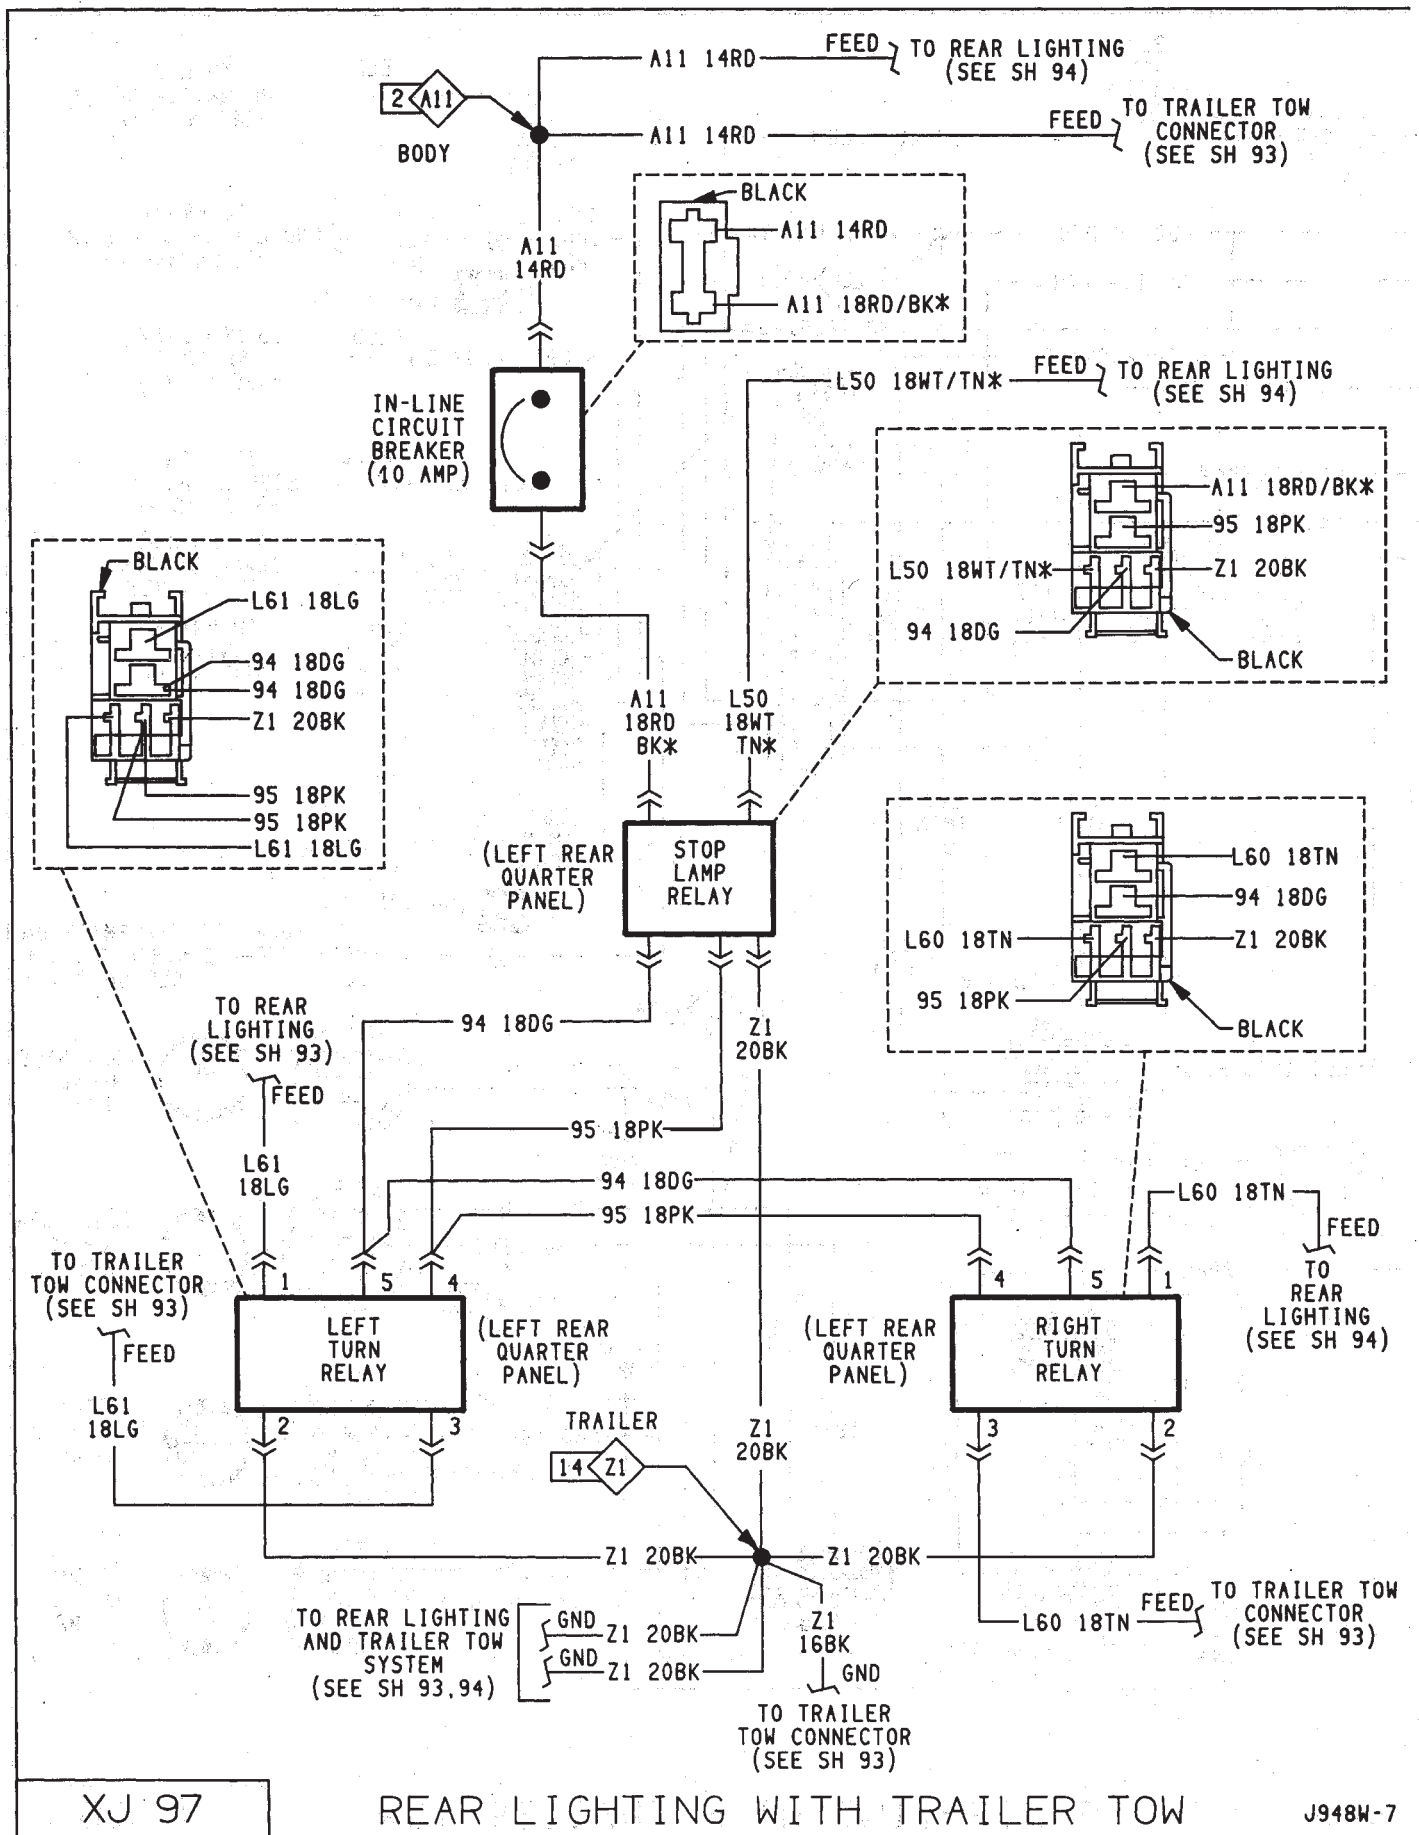 A11 14RD
FEED
TO REAR LIGHTING
(SEE SH 94)
2
A11
BODY
A11 14RD
FEED
TO TRAILER TOW
CONNECTOR
(SEE SH 93)
BLACK
A11 14RD
A11 18RD/BK*
A11
14RD
IN-LINE
CIRCUIT
BREAKER
(10 AMP)
L50 18WT/TN*
FEED
TO REAR LIGHTING
(SEE SH 94)
A11 18RD/BK*
95 18PK
L50 18WT/TN*
Z1 20BK
94 18DG
BLACK
BLACK
L61 18LG
94 18DG
94 18DG
Z1 20BK
95 18PK
95 18PK
L61 18LG
A11
18RD
BK*
L50
18WT
TN*
(LEFT REAR
QUARTER
PANEL)
STOP
LAMP
RELAY
L60 18TN
94 18DG
L60 18TN
Z1 20BK
95 18PK
BLACK
TO REAR
LIGHTING
(SEE SH 93)
FEED
94 18DG
Z1
20BK
95 18PK
L61
18LG
94 18DG
95 18PK
L60 18TN
FEED
TO
REAR
LIGHTING
(SEE SH 94)
TO TRAILER
TOW CONNECTOR
(SEE SH 93)
FEED
1
5
4
LEFT
TURN
RELAY
(LEFT REAR
QUARTER
PANEL)
2
3
L61
18LG
4
5
1
(LEFT REAR
QUARTER
PANEL)
RIGHT
TURN
RELAY
3
2
TRAILER
14
Z1
Z1
20BK
Z1 20BK
Z1 20BK
TO REAR LIGHTING
AND TRAILER TOW
SYSTEM
(SEE SH 93,94)
GND
Z1 20BK
GND
Z1 20BK
Z1
16BK
GND
TO TRAILER
TOW CONNECTOR
(SEE SH 93)
L60 18TN
FEED
TO TRAILER TOW
CONNECTOR
(SEE SH 93)
XJ 97
REAR LIGHTING WITH TRAILER TOW
J948W-7